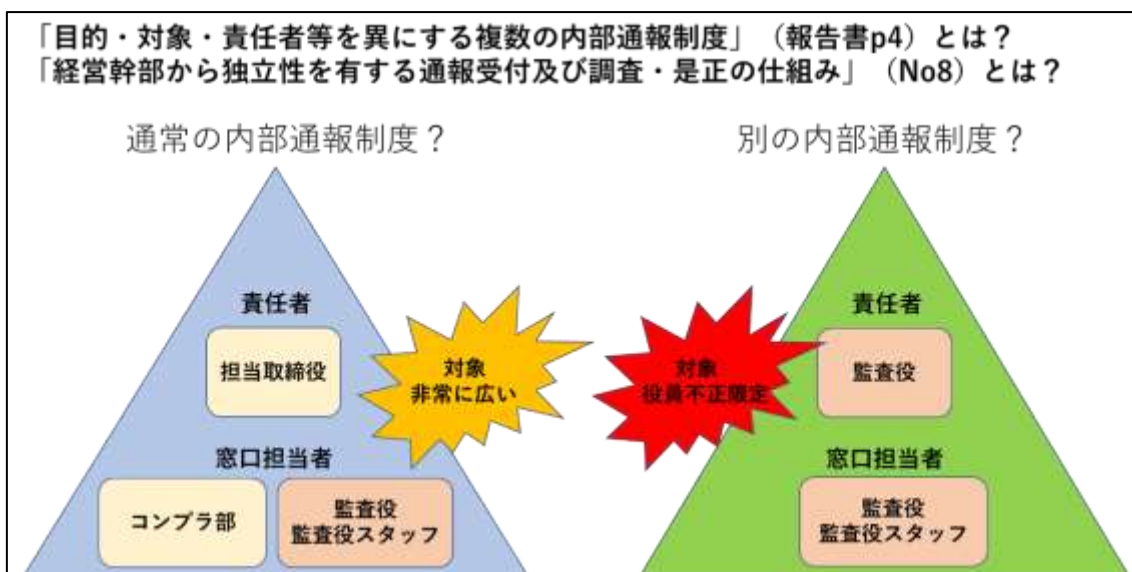 「目的・対象・責任者等を異にする複数の内部通報制度」（報告書p4）とは？
「経営幹部から独立性を有する通報受付及び調査・是正の仕組み」（No8）とは？
通常の内部通報制度？
別の内部通報制度？
責任者
担当取締役
対象
非常に広い
窓口担当者
コンプラ部
監査役
監査役スタッフ
対象
役員不正限定
責任者
監査役
窓口担当者
監査役
監査役スタッフ